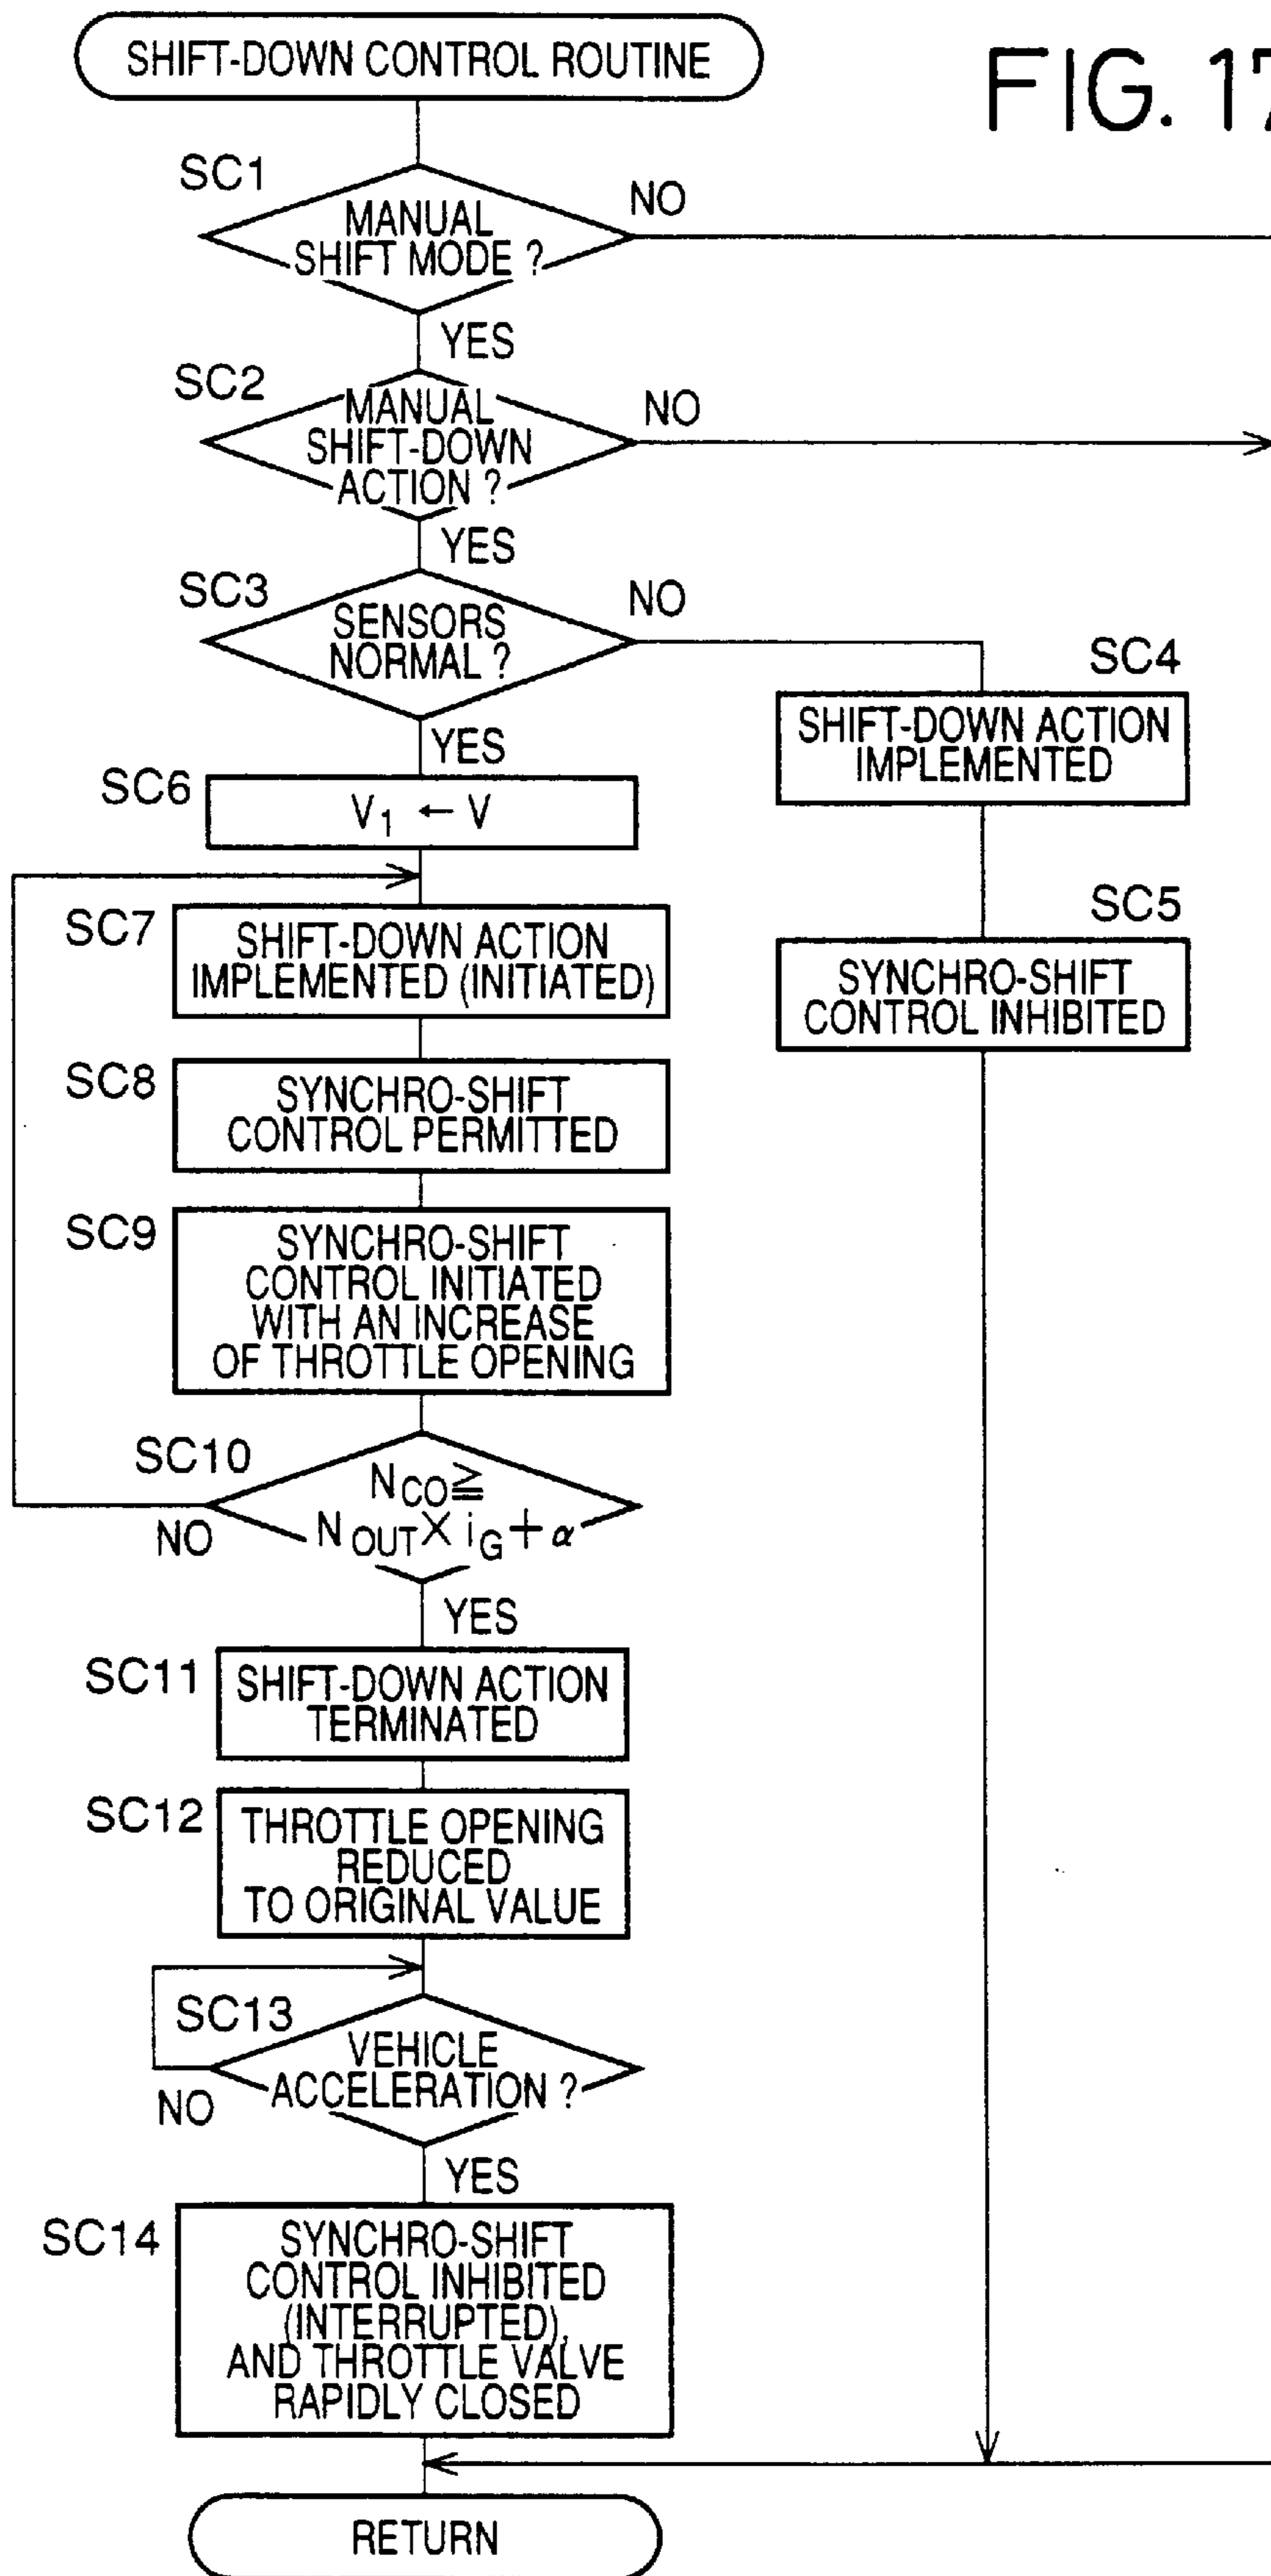 SHIFT-DOWN CONTROL ROUTINE
FIG. 17
SC1
MANUAL
SHIFT MODE ?
NO
YES
SC2
MANUAL
SHIFT-DOWN
ACTION ?
NO
YES
SC3
SENSORS
NORMAL ?
NO
YES
SC4
SHIFT-DOWN ACTION
IMPLEMENTED
SC5
SYNCHRO-SHIFT
CONTROL INHIBITED
SC6
V₁ ← V
SC7
SHIFT-DOWN ACTION
IMPLEMENTED (INITIATED)
SC8
SYNCHRO-SHIFT
CONTROL PERMITTED
SC9
SYNCHRO-SHIFT
CONTROL INITIATED
WITH AN INCREASE
OF THROTTLE OPENING
SC10
N_CO ≧
N_OUT × i_G + α
NO
YES
SC11
SHIFT-DOWN ACTION
TERMINATED
SC12
THROTTLE OPENING
REDUCED
TO ORIGINAL VALUE
SC13
VEHICLE
ACCELERATION ?
NO
YES
SC14
SYNCHRO-SHIFT
CONTROL INHIBITED
(INTERRUPTED),
AND THROTTLE VALVE
RAPIDLY CLOSED
RETURN